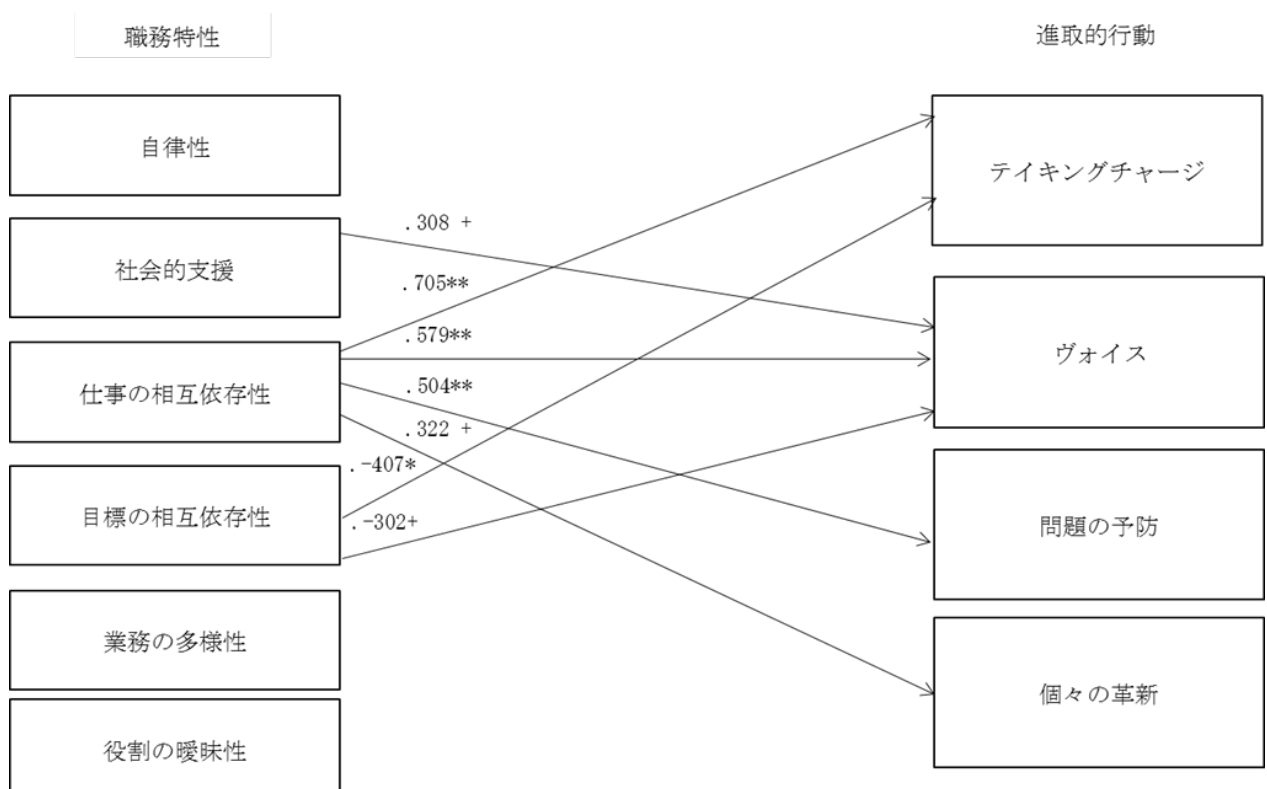 職務特性
進取的行動
自律性
テイキングチャージ
社会的支援
.308 +
.705**
ヴォイス
.579**
仕事の相互依存性
.504**
.322 +
.-407*
目標の相互依存性
.-302+
問題の予防
業務の多様性
個々の革新
役割の曖昧性